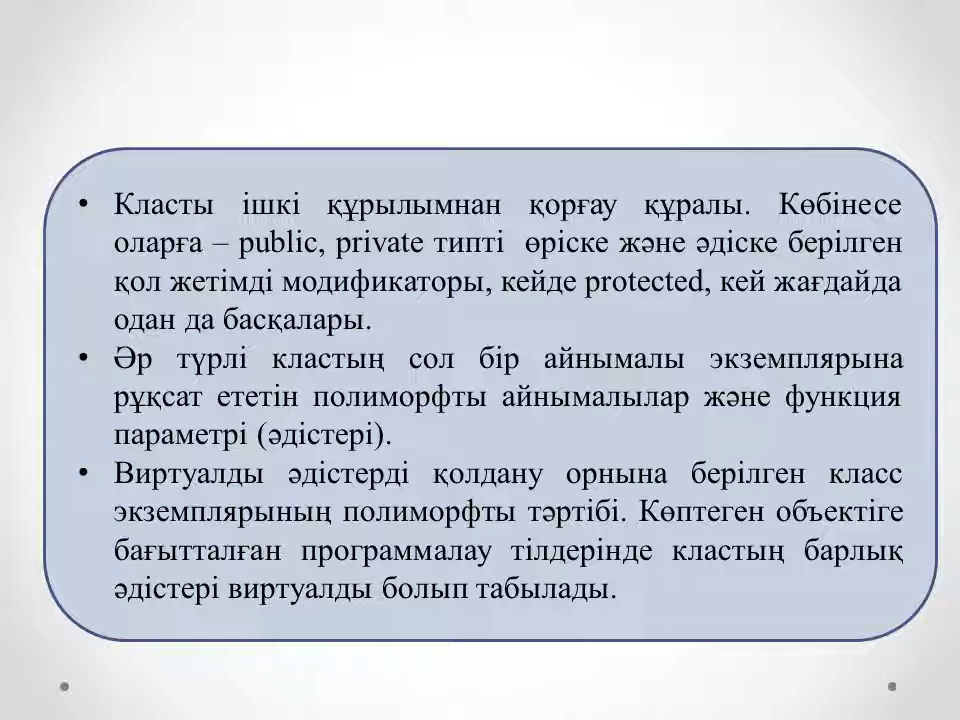 • Класты ішкі құрылымнан қорғау құралы. Көбінесе
оларға – public, private типті өріске және әдіске берілген
қол жетімді модификаторы, кейде protected, кей жағдайда
одан да басқалары.
• Әр түрлі кластың сол бір айнымалы экземплярына
рұқсат ететін полиморфты айнымалылар және функция
параметрі (әдістері).
• Виртуалды әдістерді қолдану орнына берілген класс
экземплярының полиморфты тәртібі. Көптеген объектіге
бағытталған программалау тілдерінде кластың барлық
әдістері виртуалды болып табылады.